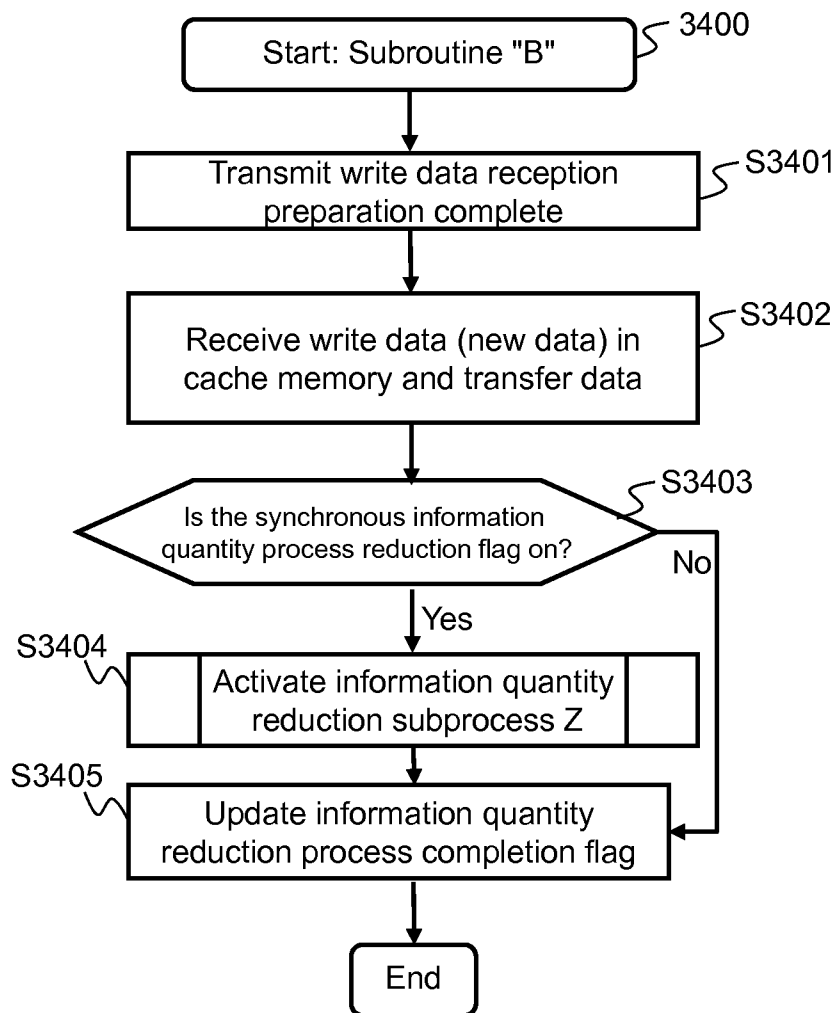 Start: Subroutine "B"
3400
Transmit write data reception
preparation complete
S3401
Receive write data (new data) in
cache memory and transfer data
S3402
Is the synchronous information
quantity process reduction flag on?
S3403
No
Yes
S3404
Activate information quantity
reduction subprocess Z
S3405
Update information quantity
reduction process completion flag
End